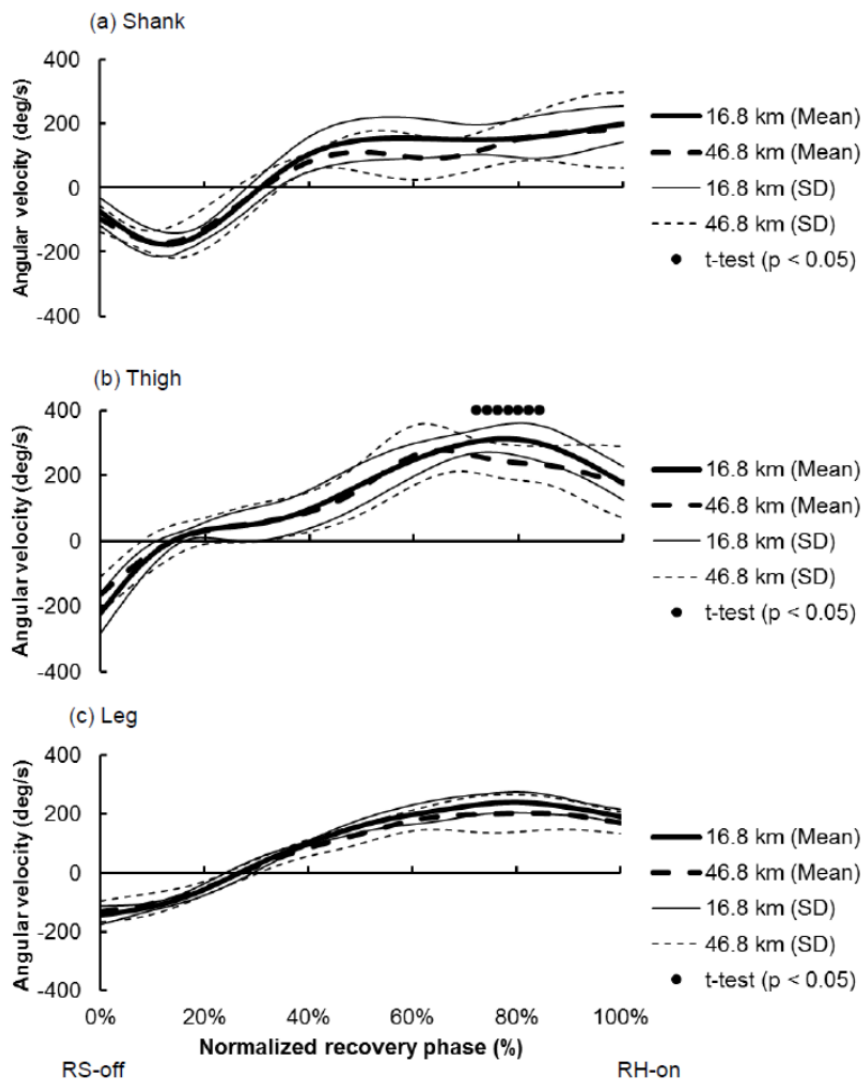 (a) Shank
Angular velocity (deg/s)
400
200
0
-200
-400
16.8 km (Mean)
46.8 km (Mean)
16.8 km (SD)
46.8 km (SD)
t-test (p < 0.05)
(b) Thigh
Angular velocity (deg/s)
400
200
0
-200
-400
16.8 km (Mean)
46.8 km (Mean)
16.8 km (SD)
46.8 km (SD)
t-test (p < 0.05)
(c) Leg
Angular velocity (deg/s)
400
200
0
-200
-400
16.8 km (Mean)
46.8 km (Mean)
16.8 km (SD)
46.8 km (SD)
t-test (p < 0.05)
0% 20% 40% 60% 80% 100%
Normalized recovery phase (%)
RS-off RH-on